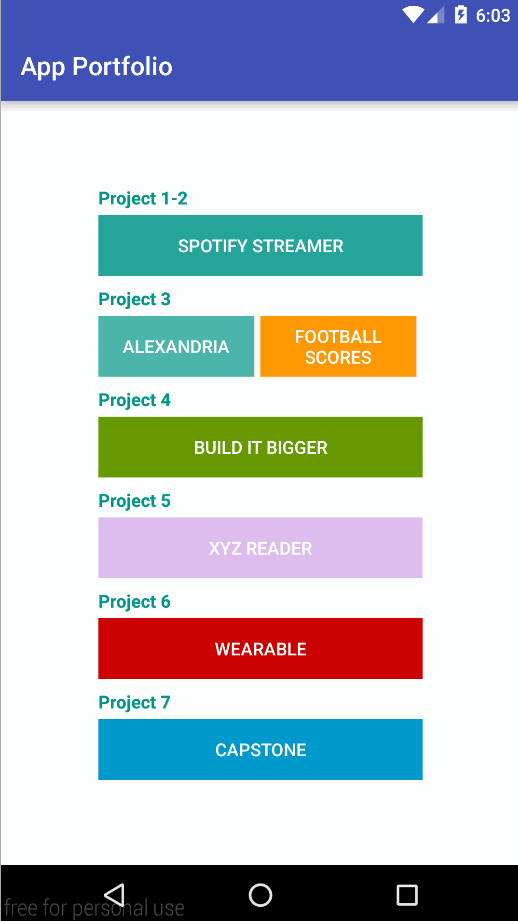 6:03
App Portfolio
Project 1-2
SPOTIFY STREAMER
Project 3
ALEXANDRIA
FOOTBALL
SCORES
Project 4
BUILD IT BIGGER
Project 5
XYZ READER
Project 6
WEARABLE
Project 7
CAPSTONE
free for personal use